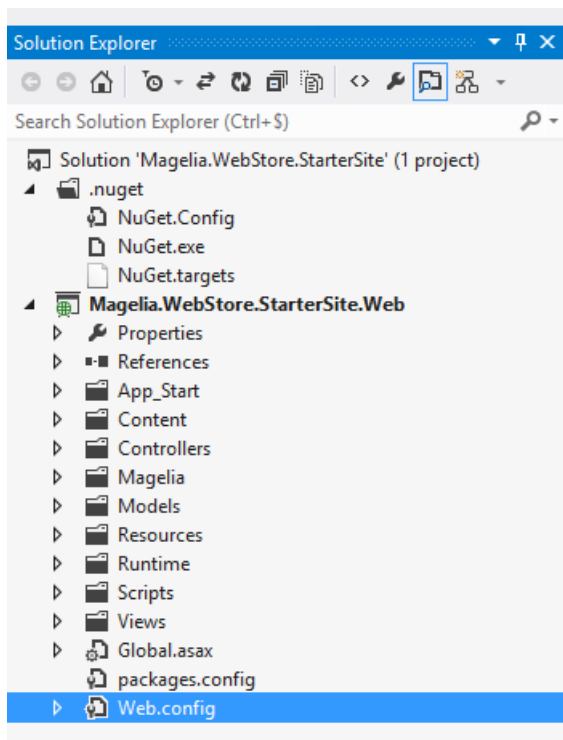 Solution Explorer
Search Solution Explorer (Ctrl+$)
Solution 'Magelia.WebStore.StarterSite' (1 project)
.nuget
NuGet.Config
NuGet.exe
NuGet.targets
Magelia.WebStore.StarterSite.Web
Properties
References
App_Start
Content
Controllers
Magelia
Models
Resources
Runtime
Scripts
Views
Global.asax
packages.config
Web.config